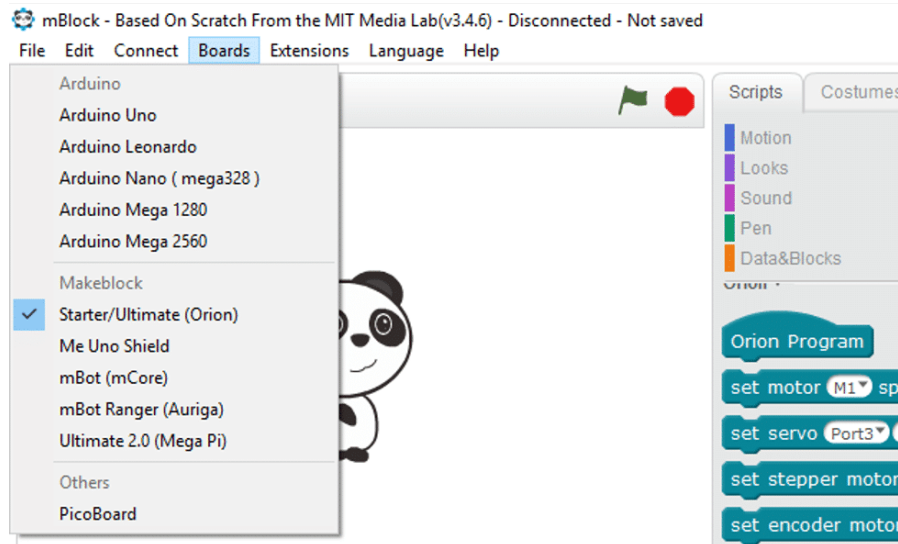 mBlock - Based On Scratch From the MIT Media Lab(v3.4.6) - Disconnected - Not saved
File Edit Connect Boards Extensions Language Help
Arduino
Arduino Uno
Arduino Leonardo
Arduino Nano ( mega328 )
Arduino Mega 1280
Arduino Mega 2560
Makeblock
Starter/Ultimate (Orion)
Me Uno Shield
mBot (mCore)
mBot Ranger (Auriga)
Ultimate 2.0 (Mega Pi)
Others
PicoBoard
Scripts Costumes
Motion
Looks
Sound
Pen
Data&Blocks
Orion
Orion Program
set motor M1 sp
set servo Port3
set stepper motor
set encoder moto